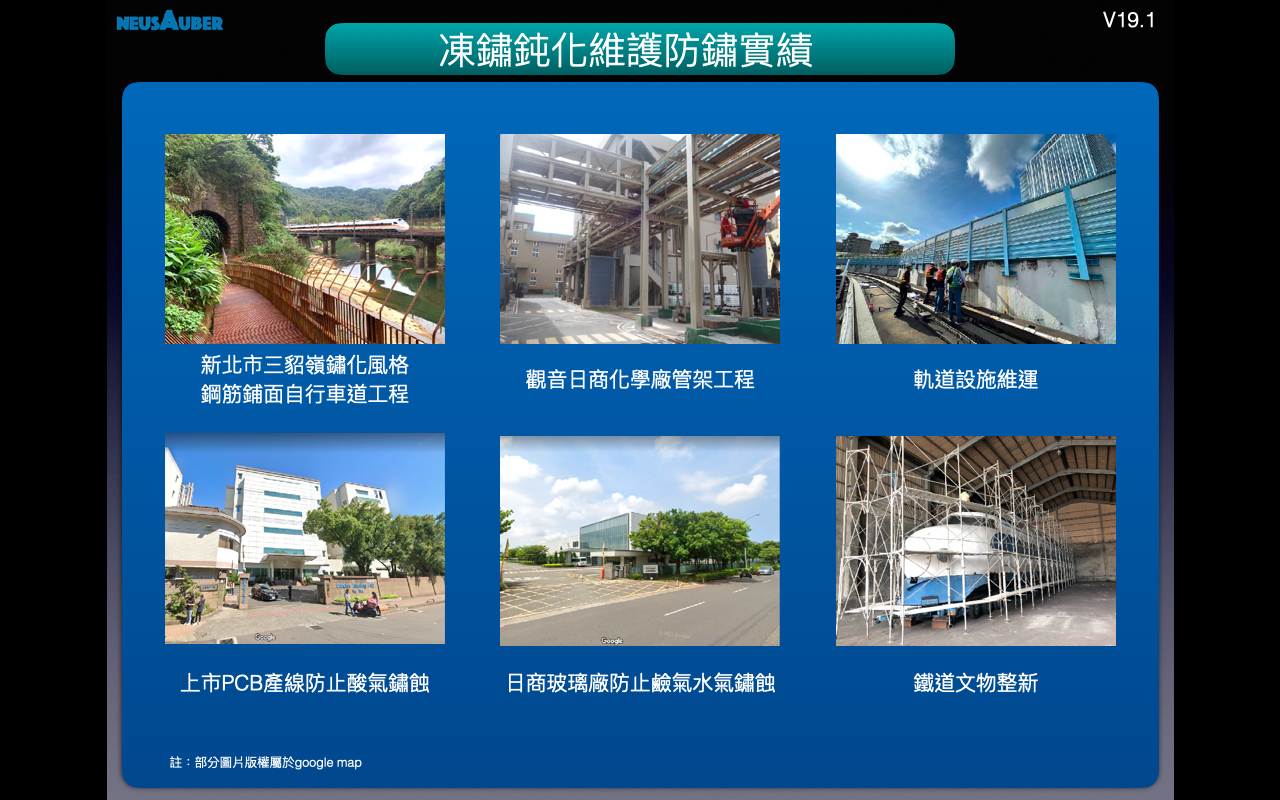 NEUSAUBER
V19.1
凍鏽鈍化維護防鏽實績
新北市三貂嶺鏽化風格
鋼筋鋪面自行車道工程
觀音日商化學廠管架工程
軌道設施維運
Google
Google
上市PCB產線防止酸氣鏽蝕
日商玻璃廠防止鹼氣水氣鏽蝕
鐵道文物整新
註：部分圖片版權屬於google map